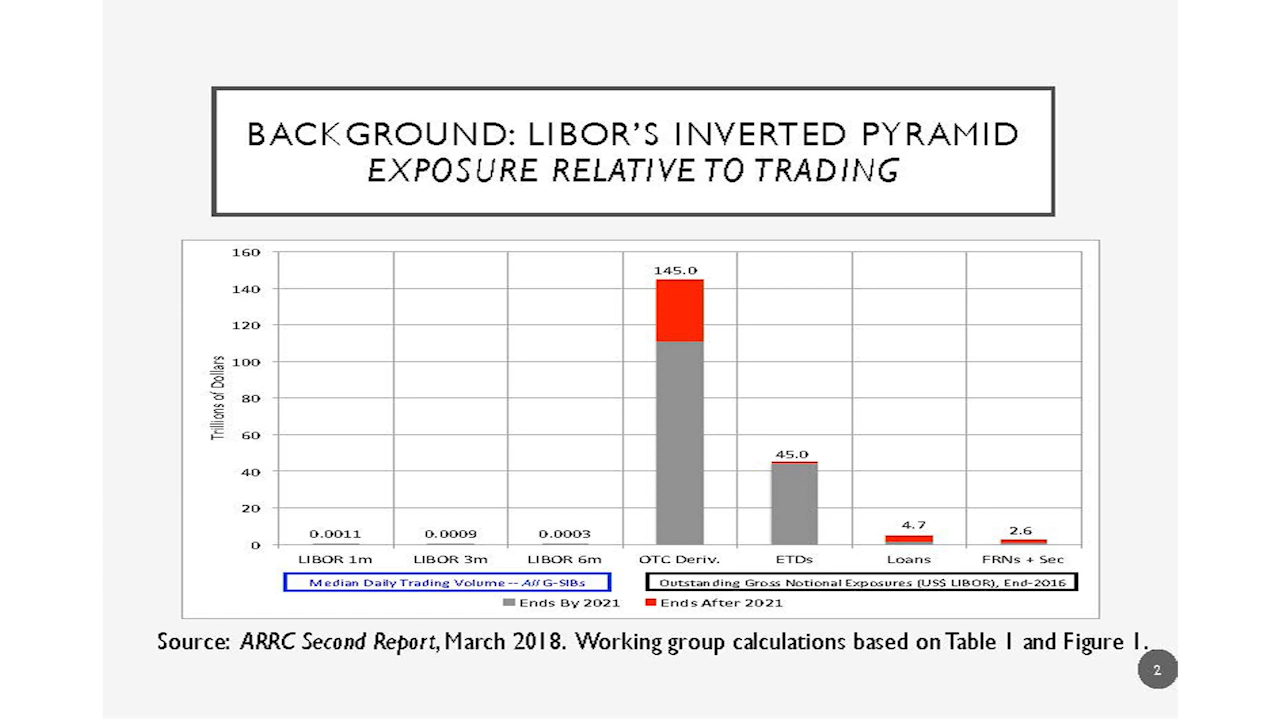 BACKGROUND: LIBOR'S INVERTED PYRAMID
EXPOSURE RELATIVE TO TRADING
Trillions of Dollars
160
140
120
100
80
60
40
20
0
0.0011
0.0009
0.0003
145.0
45.0
4.7
2.6
LIBOR 1m LIBOR 3m LIBOR 6m OTC Deriv. ETDs Loans FRNs + Sec
Median Daily Trading Volume -- All G-SIBs
Outstanding Gross Notional Exposures (US$ LIBOR), End-2016
Ends By 2021 Ends After 2021
Source: ARRC Second Report, March 2018. Working group calculations based on Table 1 and Figure 1.
2